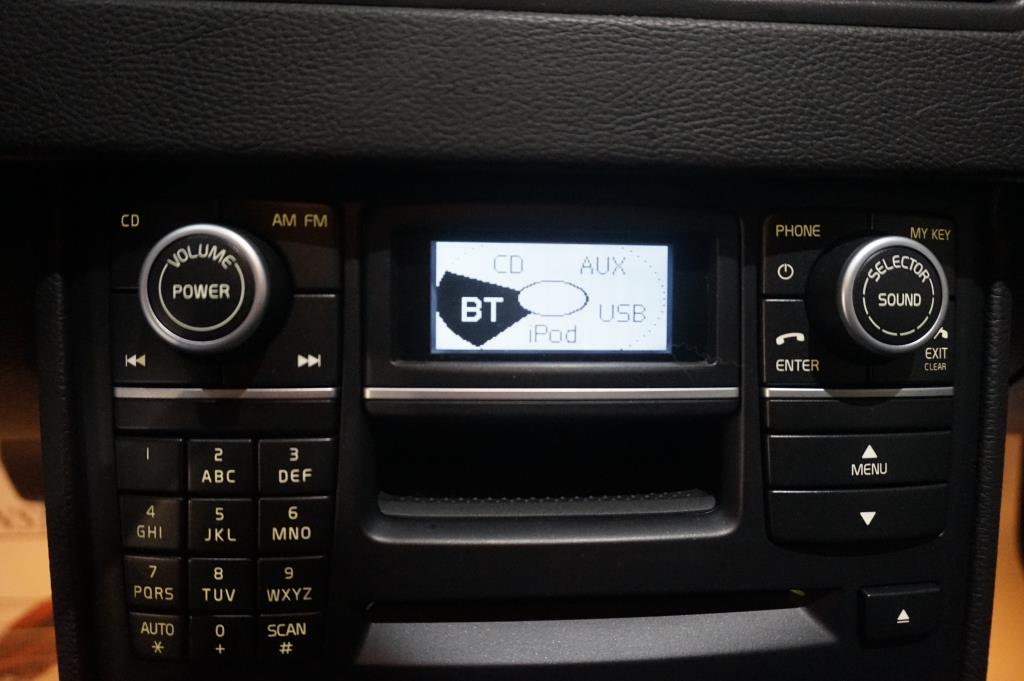 CD
AM FM
VOLUME
POWER
CD AUX
BT
USB
iPod
PHONE
MY KEY
SELECTOR
SOUND
ENTER
EXIT
CLEAR
1
2
ABC
3
DEF
4
GHI
5
JKL
6
MNO
7
PQRS
8
TUV
9
WXYZ
AUTO
*
0
+
SCAN
#
MENU